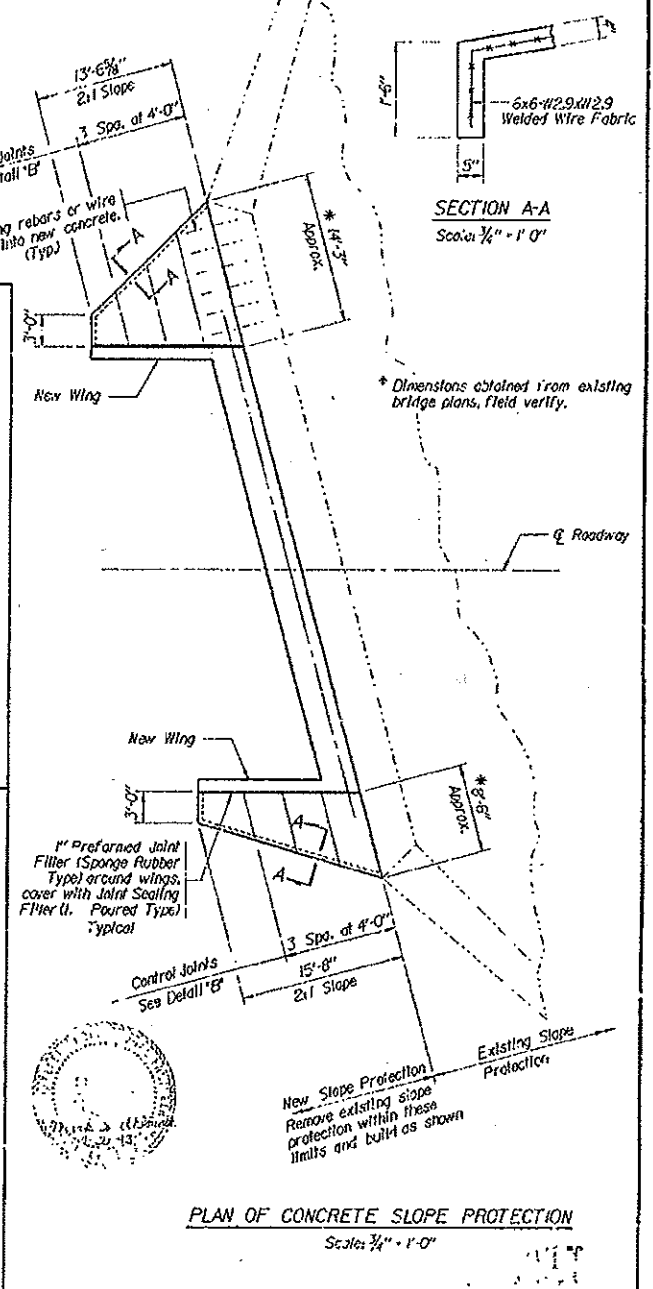 13'-6⅝"
2:1 Slope
3 Spa. at 4'-0"
Joints
Detail "B"
rebars or wire
into new concrete.
(Typ.)
A
A
3'-0"
New Wing
* 14'-3"
Approx.
1'-6"
4"
6x6-W2.9xW2.9
Welded Wire Fabric
5"
SECTION A-A
Scale: ¾" = 1'-0"
* Dimensions obtained from existing
bridge plans, field verify.
℄ Roadway
New Wing
3'-0"
* 8'-6"
Approx.
A
A
1" Preformed Joint
Filler (Sponge Rubber
Type) around wings,
cover with Joint Sealing
Filler Poured Type)
Typical
3 Spa. at 4'-0"
Control Joints
See Detail "B"
15'-8"
2:1 Slope
New Slope Protection
Remove existing slope
protection within these
limits and build as shown
Existing Slope
Protection
PLAN OF CONCRETE SLOPE PROTECTION
Scale: ¾" = 1'-0"